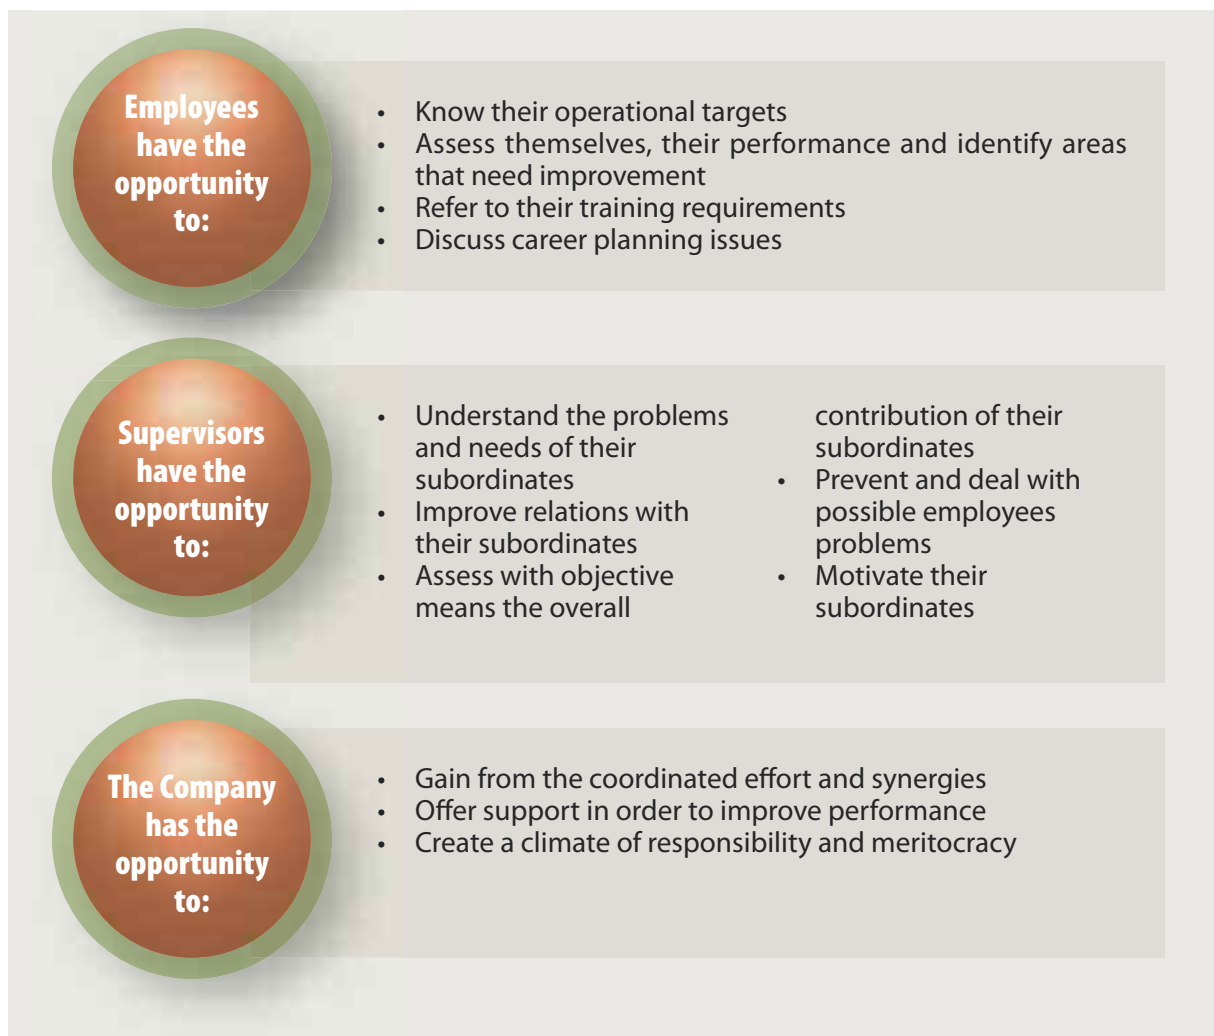 Employees
have the
opportunity
to:
• Know their operational targets
• Assess themselves, their performance and identify areas
that need improvement
• Refer to their training requirements
• Discuss career planning issues
Supervisors
have the
opportunity
to:
• Understand the problems
and needs of their
subordinates
• Improve relations with
their subordinates
• Assess with objective
means the overall
contribution of their
subordinates
• Prevent and deal with
possible employees
problems
• Motivate their
subordinates
The Company
has the
opportunity
to:
• Gain from the coordinated effort and synergies
• Offer support in order to improve performance
• Create a climate of responsibility and meritocracy